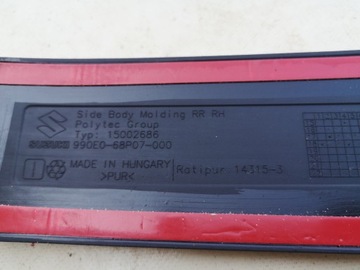 Side Body Molding RR RH
Polytec Group
Typ: 15002686
SUZUKI 990E0-68P07-000
MADE IN HUNGARY
>PUR<
Rotipur 14315-3